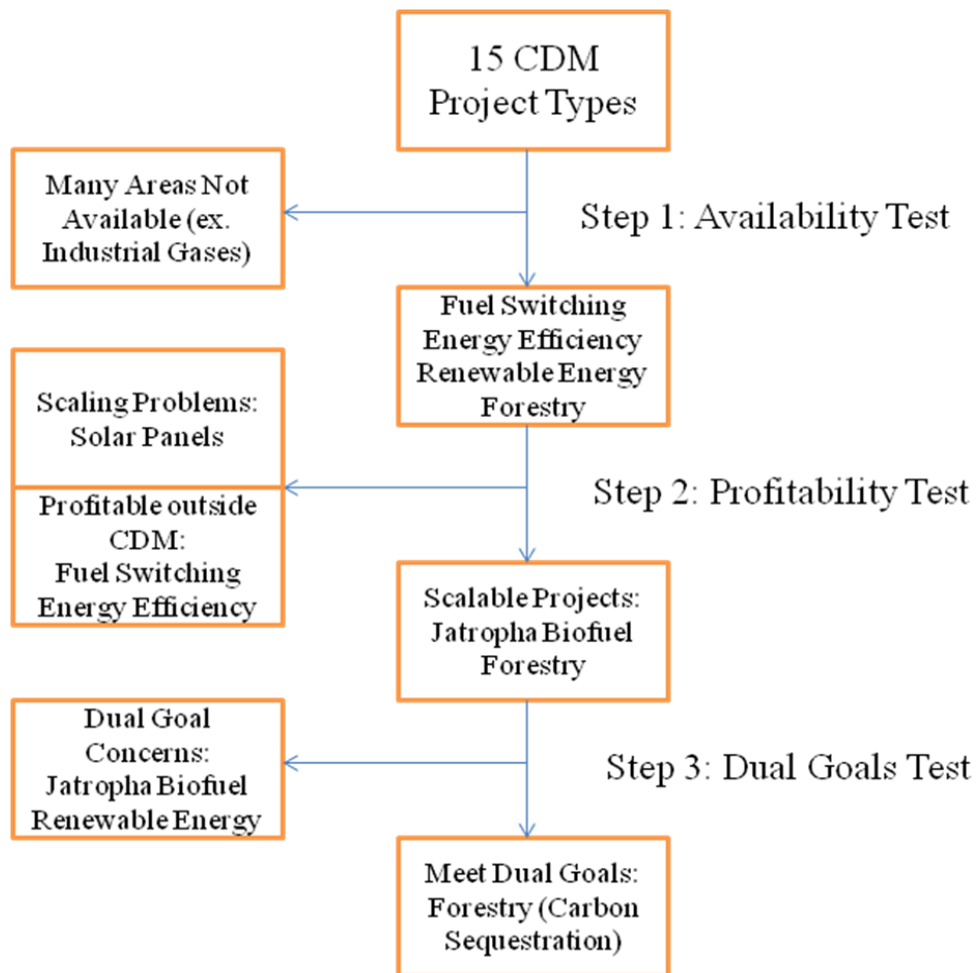 15 CDM
Project Types
Many Areas Not
Available (ex.
Industrial Gases)
Step 1: Availability Test
Fuel Switching
Energy Efficiency
Renewable Energy
Forestry
Scaling Problems:
Solar Panels
Profitable outside
CDM:
Fuel Switching
Energy Efficiency
Step 2: Profitability Test
Scalable Projects:
Jatropha Biofuel
Forestry
Dual Goal
Concerns:
Jatropha Biofuel
Renewable Energy
Step 3: Dual Goals Test
Meet Dual Goals:
Forestry (Carbon
Sequestration)